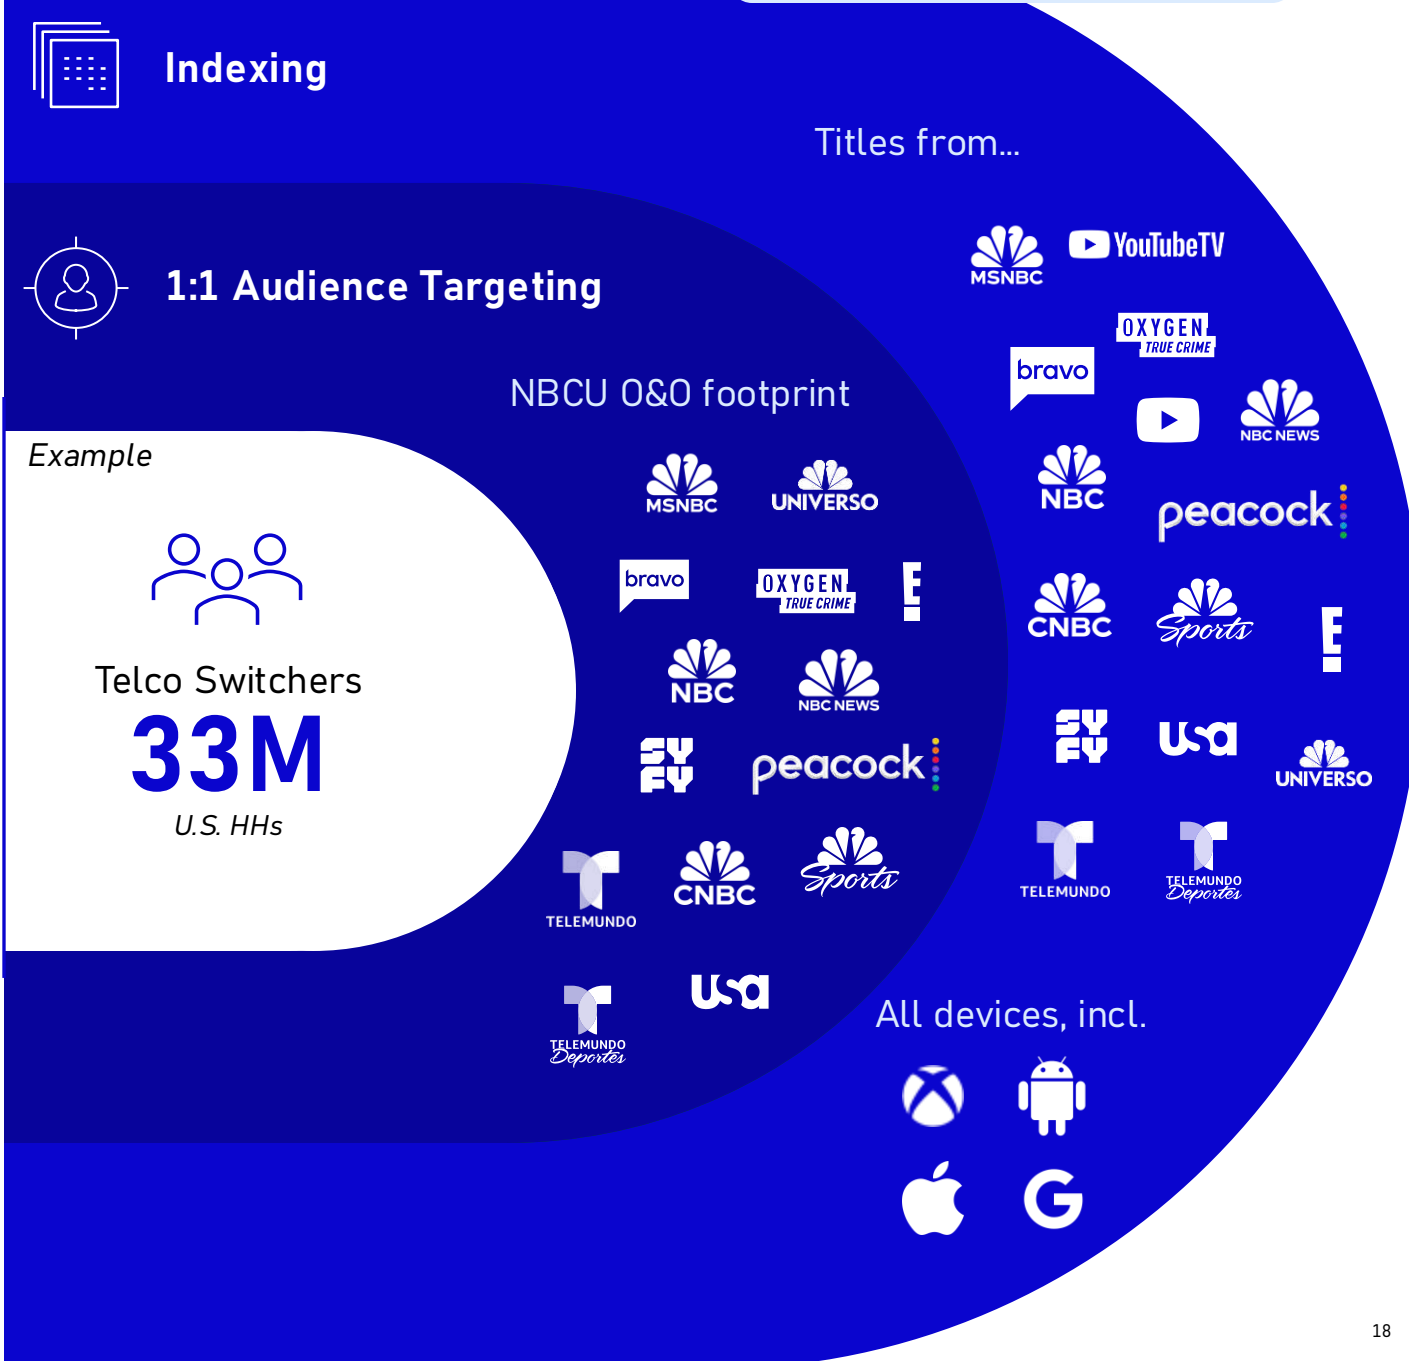 Indexing
Titles from...
MSNBC
YouTubeTV
OXYGEN
TRUE CRIME
bravo
NBC NEWS
NBC
peacock
CNBC
Sports
E!
SYFY
USA
UNIVERSO
TELEMUNDO
TELEMUNDO
Deportes
1:1 Audience Targeting
NBCU O&O footprint
MSNBC
UNIVERSO
bravo
OXYGEN
TRUE CRIME
E!
NBC
NBC NEWS
SY
FY
peacock
TELEMUNDO
CNBC
Sports
TELEMUNDO
Deportes
usa
Example
Telco Switchers
33M
U.S. HHs
All devices, incl.
G
18